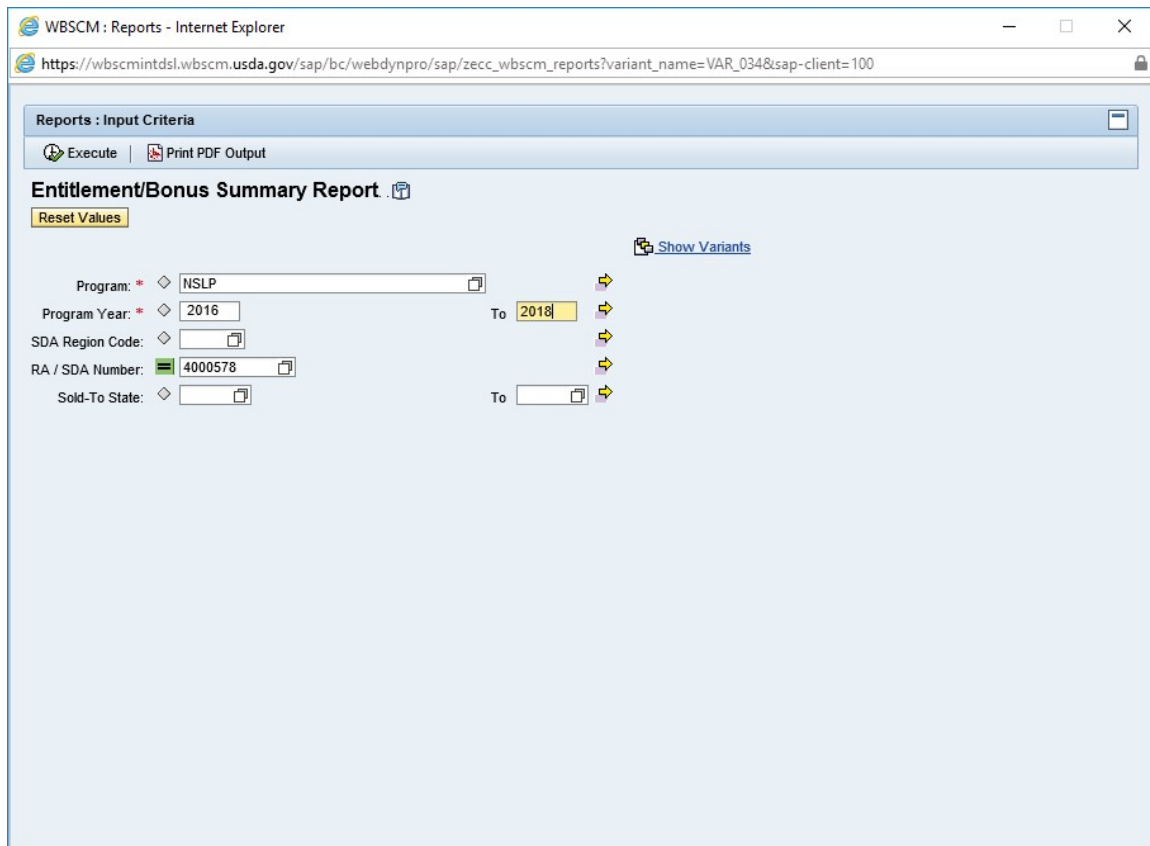 WBSCM : Reports - Internet Explorer
https://wbscmintdsl.wbscm.usda.gov/sap/bc/webdynpro/sap/zecc_wbscm_reports?variant_name=VAR_034&sap-client=100
Reports : Input Criteria
Execute | Print PDF Output
Entitlement/Bonus Summary Report. .
Reset Values
Show Variants
Program: * NSLP
Program Year: * 2016 To 2018
SDA Region Code:
RA / SDA Number: 4000578
Sold-To State: To